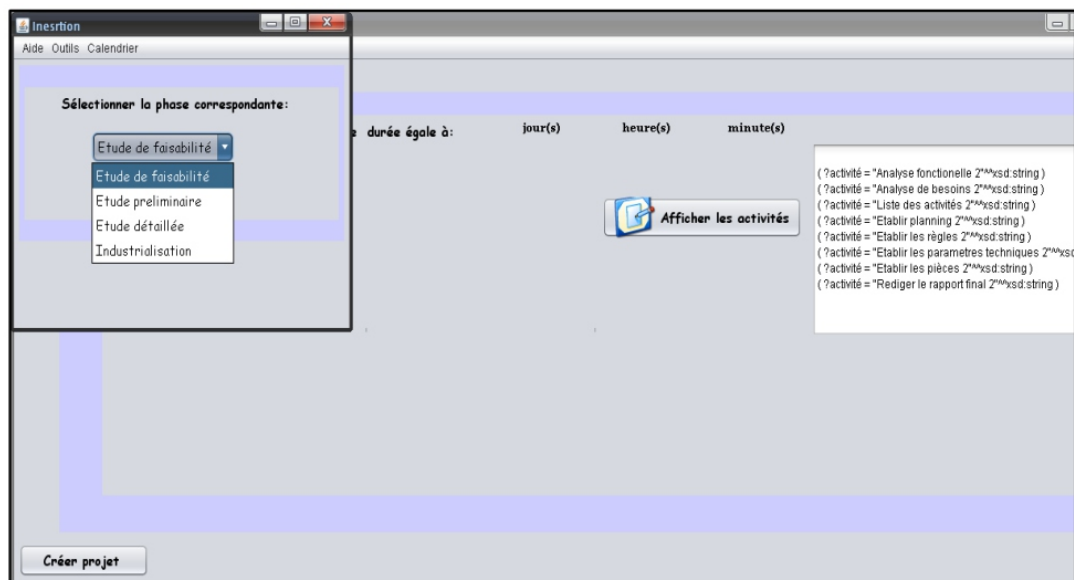 Inesrtion
Aide Outils Calendrier
Sélectionner la phase correspondante:
Etude de faisabilité
Etude de faisabilité
Etude preliminaire
Etude détaillée
Industrialisation
durée égale à:
jour(s)
heure(s)
minute(s)
Afficher les activités
( ?activité = "Analyse fonctionelle 2"^^xsd:string )
( ?activité = "Analyse de besoins 2"^^xsd:string )
( ?activité = "Liste des activités 2"^^xsd:string )
( ?activité = "Etablir planning 2"^^xsd:string )
( ?activité = "Etablir les règles 2"^^xsd:string )
( ?activité = "Etablir les parametres techniques 2"^^xsd
( ?activité = "Etablir les pièces 2"^^xsd:string )
( ?activité = "Rediger le rapport final 2"^^xsd:string )
Créer projet